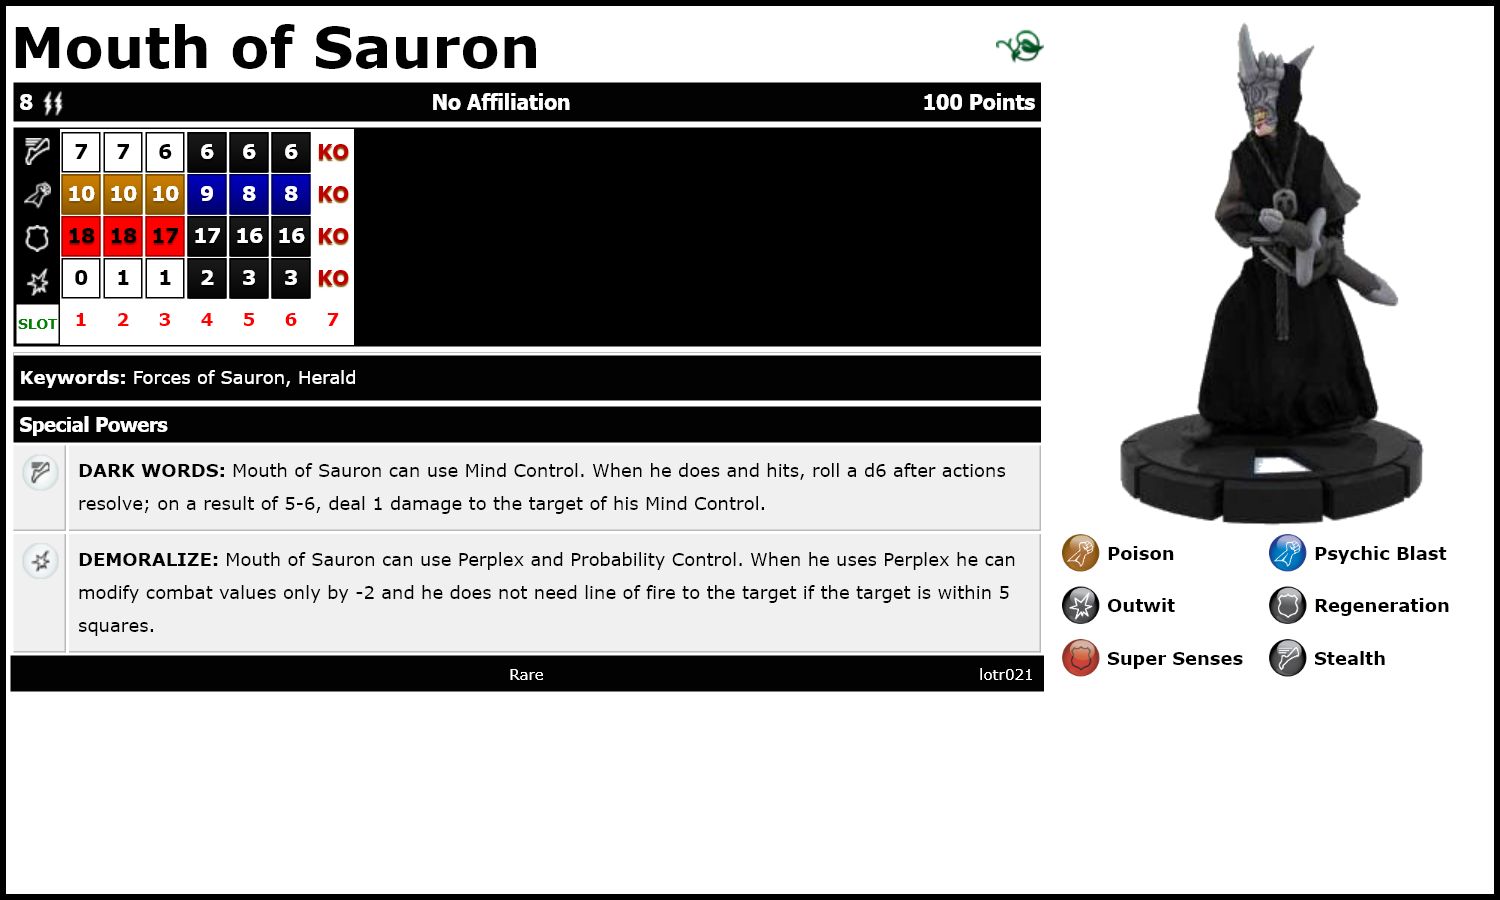 Mouth of Sauron
8 No Affiliation 100 Points
7 7 6 6 6 6 KO
10 10 10 9 8 8 KO
18 18 17 17 16 16 KO
0 1 1 2 3 3 KO
SLOT 1 2 3 4 5 6 7
Keywords: Forces of Sauron, Herald
Special Powers
DARK WORDS: Mouth of Sauron can use Mind Control. When he does and hits, roll a d6 after actions
resolve; on a result of 5-6, deal 1 damage to the target of his Mind Control.
DEMORALIZE: Mouth of Sauron can use Perplex and Probability Control. When he uses Perplex he can
modify combat values only by -2 and he does not need line of fire to the target if the target is within 5
squares.
Rare lotr021
Poison Psychic Blast
Outwit Regeneration
Super Senses Stealth